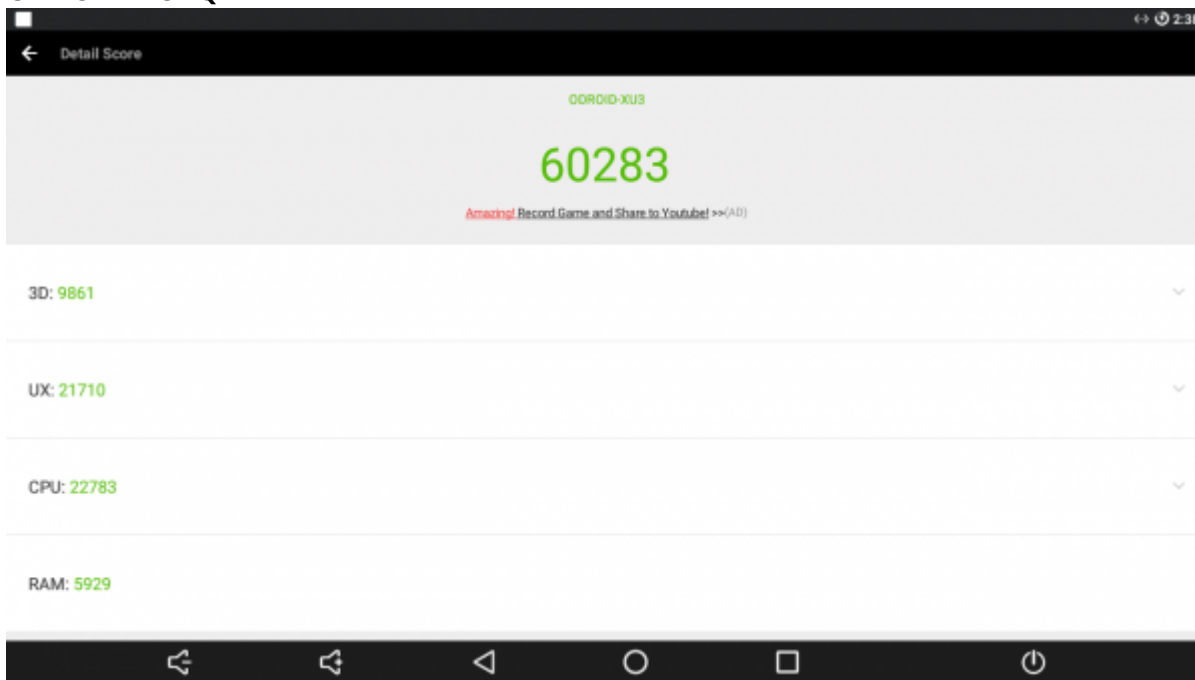 Detail Score
ODROID-XU3
60283
Amazing! Record Game and Share to Youtube! >>(AD)
3D: 9861
UX: 21710
CPU: 22783
RAM: 5929